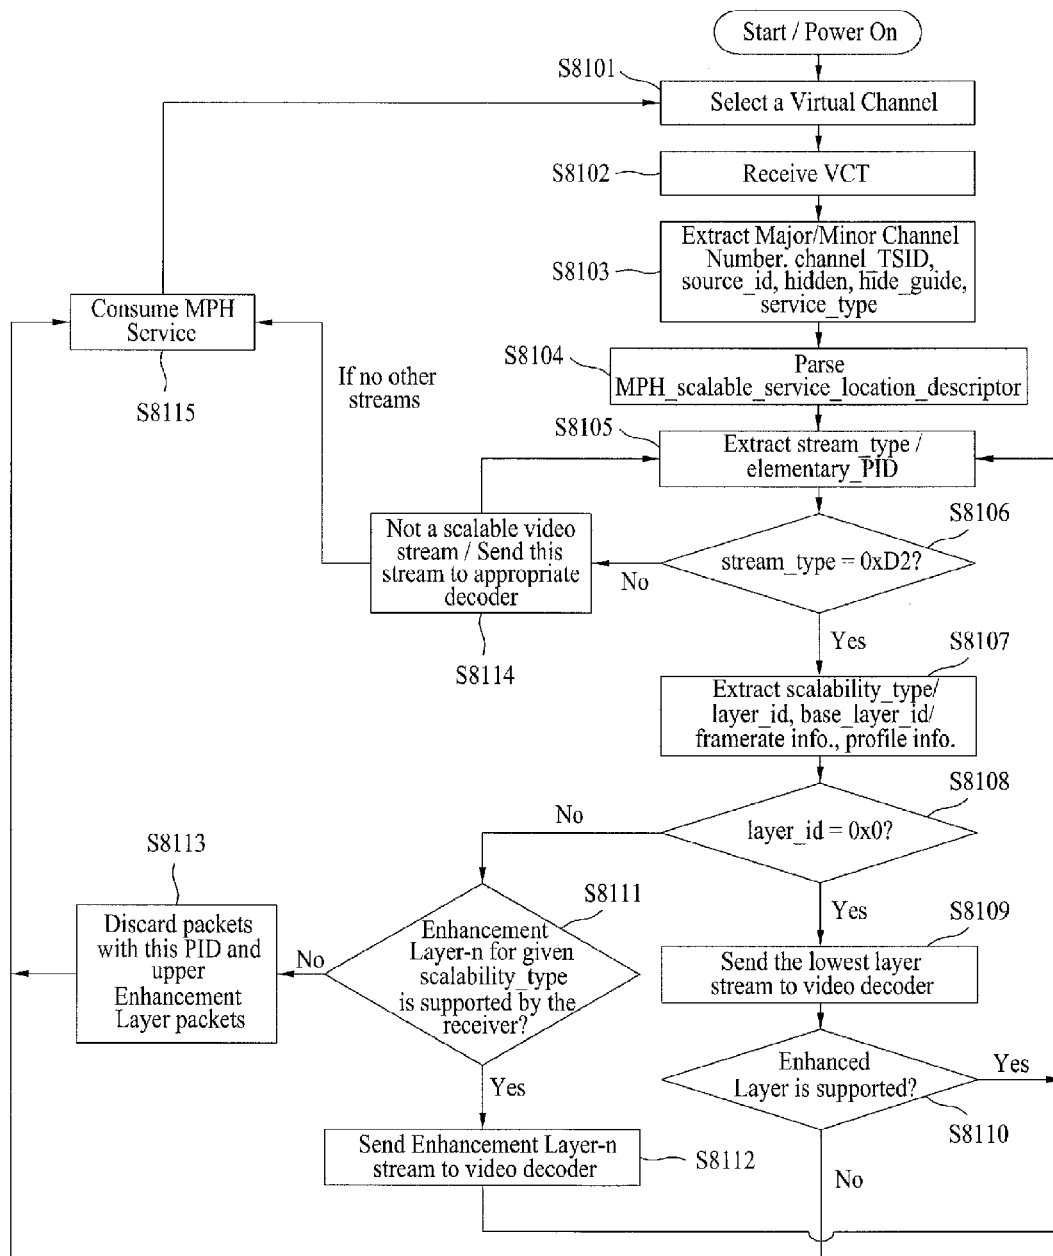 Start / Power On
S8101
Select a Virtual Channel
S8102
Receive VCT
S8103
Extract Major/Minor Channel
Number. channel_TSID,
source_id, hidden, hide_guide,
service_type
Consume MPH
Service
S8115
If no other
streams
S8104
Parse
MPH_scalable_service_location_descriptor
S8105
Extract stream_type /
elementary_PID
S8106
stream_type = 0xD2?
No
Not a scalable video
stream / Send this
stream to appropriate
decoder
S8114
Yes
S8107
Extract scalability_type/
layer_id, base_layer_id/
framerate info., profile info.
S8108
layer_id = 0x0?
No
Yes
S8113
Discard packets
with this PID and
upper
Enhancement
Layer packets
No
S8111
Enhancement
Layer-n for given
scalability_type
is supported by the
receiver?
Yes
S8109
Send the lowest layer
stream to video decoder
Enhanced
Layer is supported?
Yes
S8110
No
Send Enhancement Layer-n
stream to video decoder
S8112